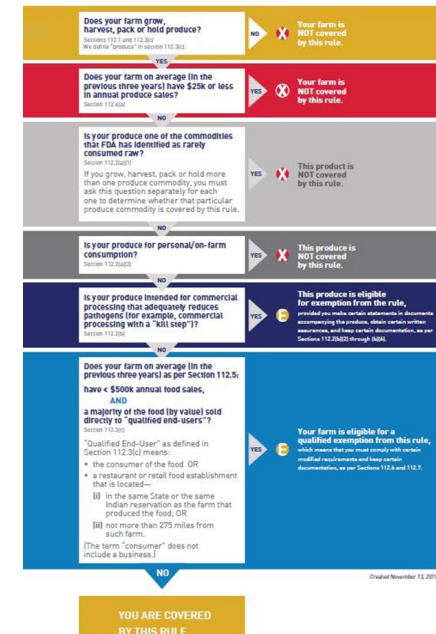 Does your farm grow,
harvest, pack or hold produce?
Sections 112.1 and 112.3(c)
We define "produce" in section 112.3(c).
NO
X
Your farm is
NOT covered
by this rule.
YES
Does your farm on average (in the
previous three years) have $25k or less
in annual produce sales?
Section 112.4(a)
YES
X
Your farm is
NOT covered
by this rule.
NO
Is your produce one of the commodities
that FDA has identified as rarely
consumed raw?
Section 112.2(a)(1)
If you grow, harvest, pack or hold more
than one produce commodity, you must
ask this question separately for each
one to determine whether that particular
produce commodity is covered by this rule.
YES
X
This product is
NOT covered
by this rule.
NO
Is your produce for personal/on-farm
consumption?
Section 112.2(a)(2)
YES
X
This produce is
NOT covered
by this rule.
NO
Is your produce intended for commercial
processing that adequately reduces
pathogens (for example, commercial
processing with a "kill step")?
Section 112.2(b)
YES
E
This produce is eligible
for exemption from the rule,
provided you make certain statements in documents
accompanying the produce, obtain certain written
assurances, and keep certain documentation, as per
Sections 112.2(b)(2) through (b)(6).
NO
Does your farm on average (in the
previous three years) as per Section 112.5:
have < $500k annual food sales,
AND
a majority of the food (by value) sold
directly to "qualified end-users"?
Section 112.3(c)
"Qualified End-User" as defined in
Section 112.3(c) means:
• the consumer of the food OR
• a restaurant or retail food establishment
that is located—
(i) in the same State or the same
Indian reservation as the farm that
produced the food; OR
(ii) not more than 275 miles from
such farm.
(The term "consumer" does not
include a business.)
YES
E
Your farm is eligible for a
qualified exemption from this rule,
which means that you must comply with certain
modified requirements and keep certain
documentation, as per Sections 112.6 and 112.7.
NO
Created November 13, 201
YOU ARE COVERED
BY THIS RULE.